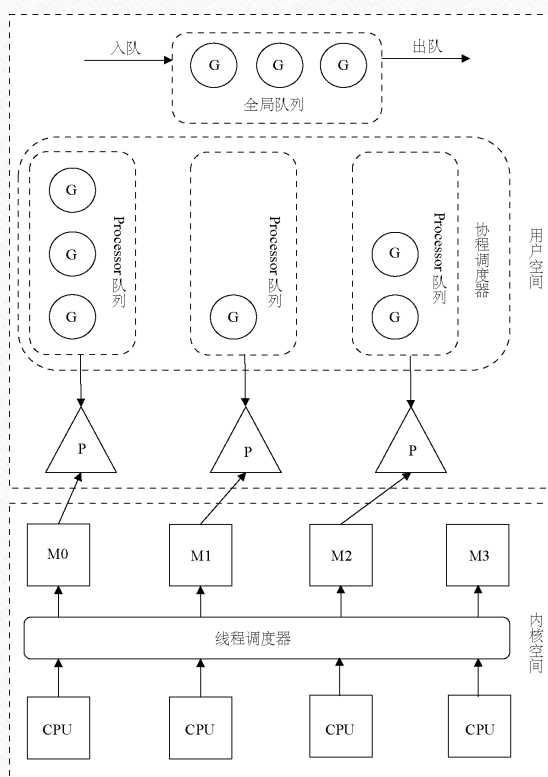 入队
出队
G G G
全局队列
G
G
G
Processor 队列
G
Processor 队列
G
G
Processor 队列
协程调度器
用户空间
P P P
M0 M1 M2 M3
线程调度器
内核空间
CPU CPU CPU CPU